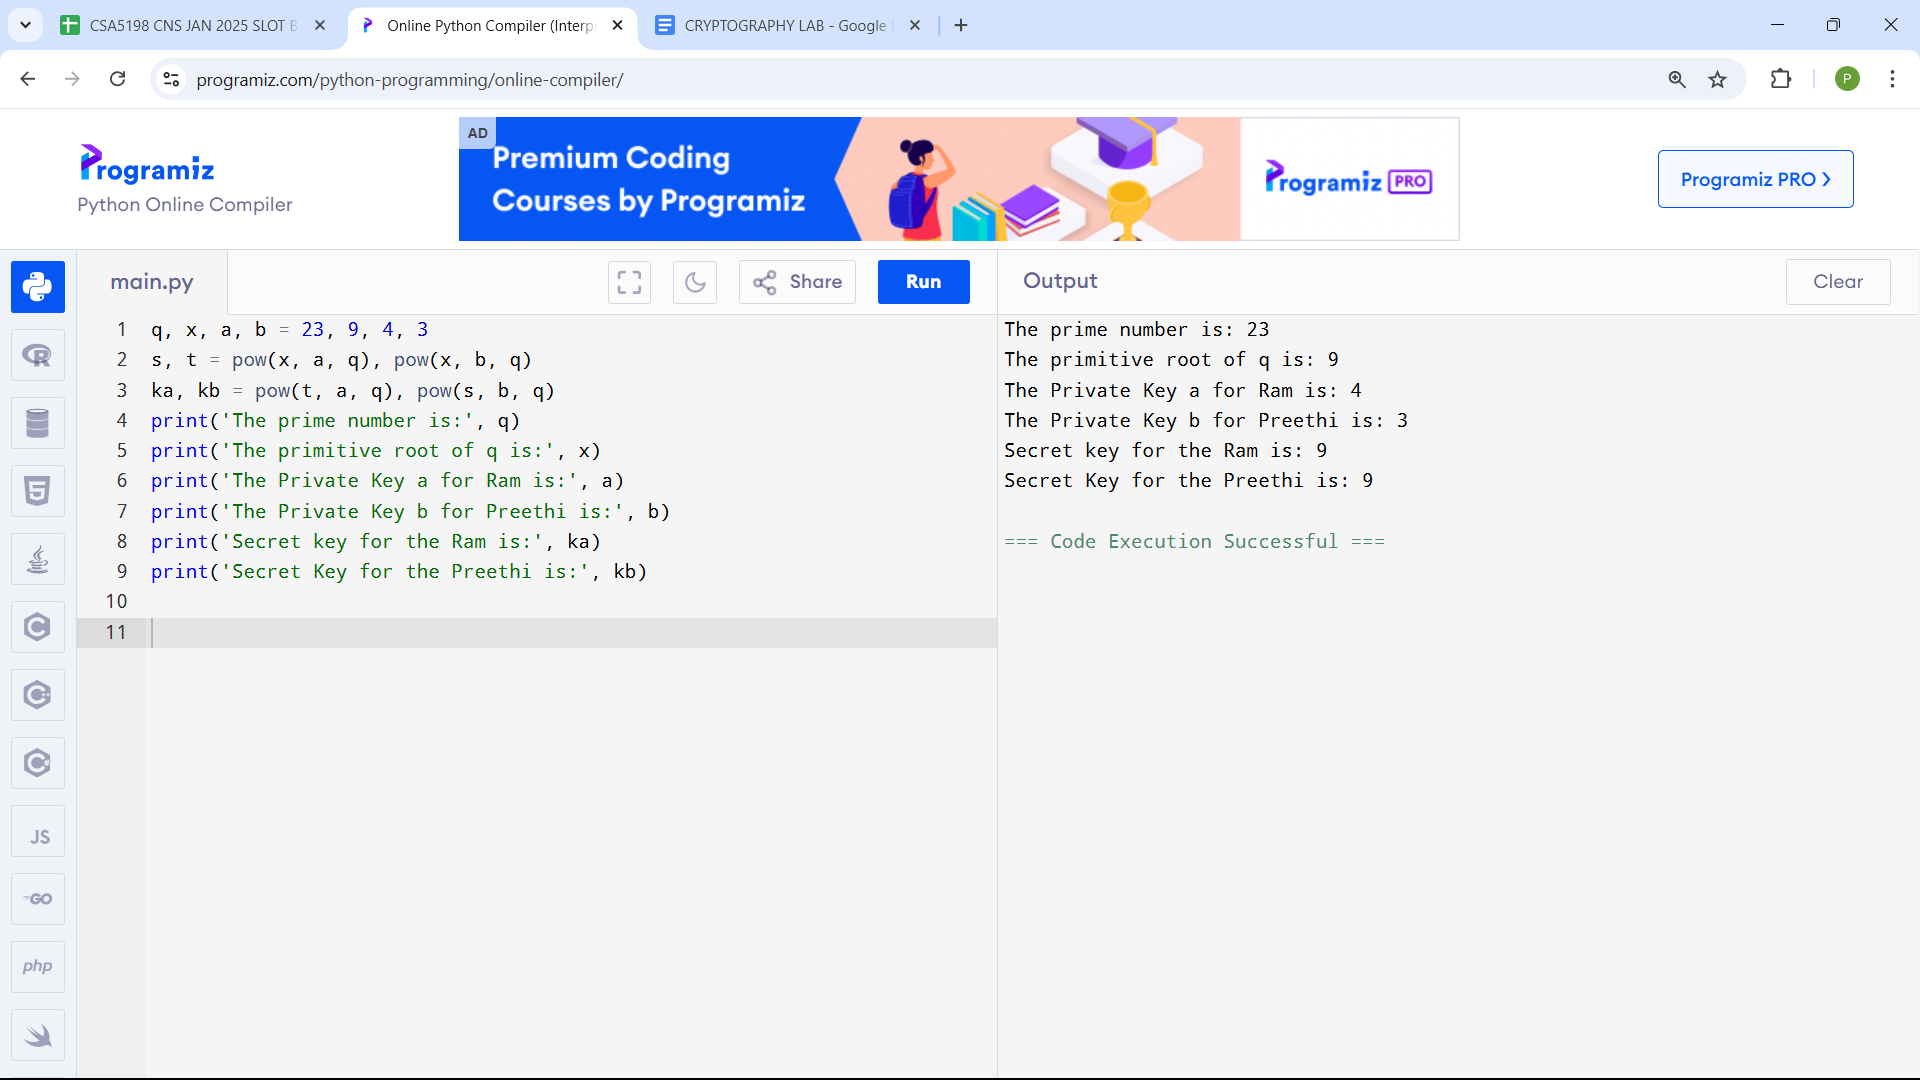 CSA5198 CNS JAN 2025 SLOT B
Online Python Compiler (Interp
CRYPTOGRAPHY LAB - Google
programiz.com/python-programming/online-compiler/
P
Programiz
Python Online Compiler
AD
Premium Coding
Courses by Programiz
Programiz PRO
Programiz PRO
main.py
Share
Run
Output
Clear
1 q, x, a, b = 23, 9, 4, 3
2 s, t = pow(x, a, q), pow(x, b, q)
3 ka, kb = pow(t, a, q), pow(s, b, q)
4 print('The prime number is:', q)
5 print('The primitive root of q is:', x)
6 print('The Private Key a for Ram is:', a)
7 print('The Private Key b for Preethi is:', b)
8 print('Secret key for the Ram is:', ka)
9 print('Secret Key for the Preethi is:', kb)
10
11
The prime number is: 23
The primitive root of q is: 9
The Private Key a for Ram is: 4
The Private Key b for Preethi is: 3
Secret key for the Ram is: 9
Secret Key for the Preethi is: 9
=== Code Execution Successful ===
R
5
C
C++
C#
JS
GO
php